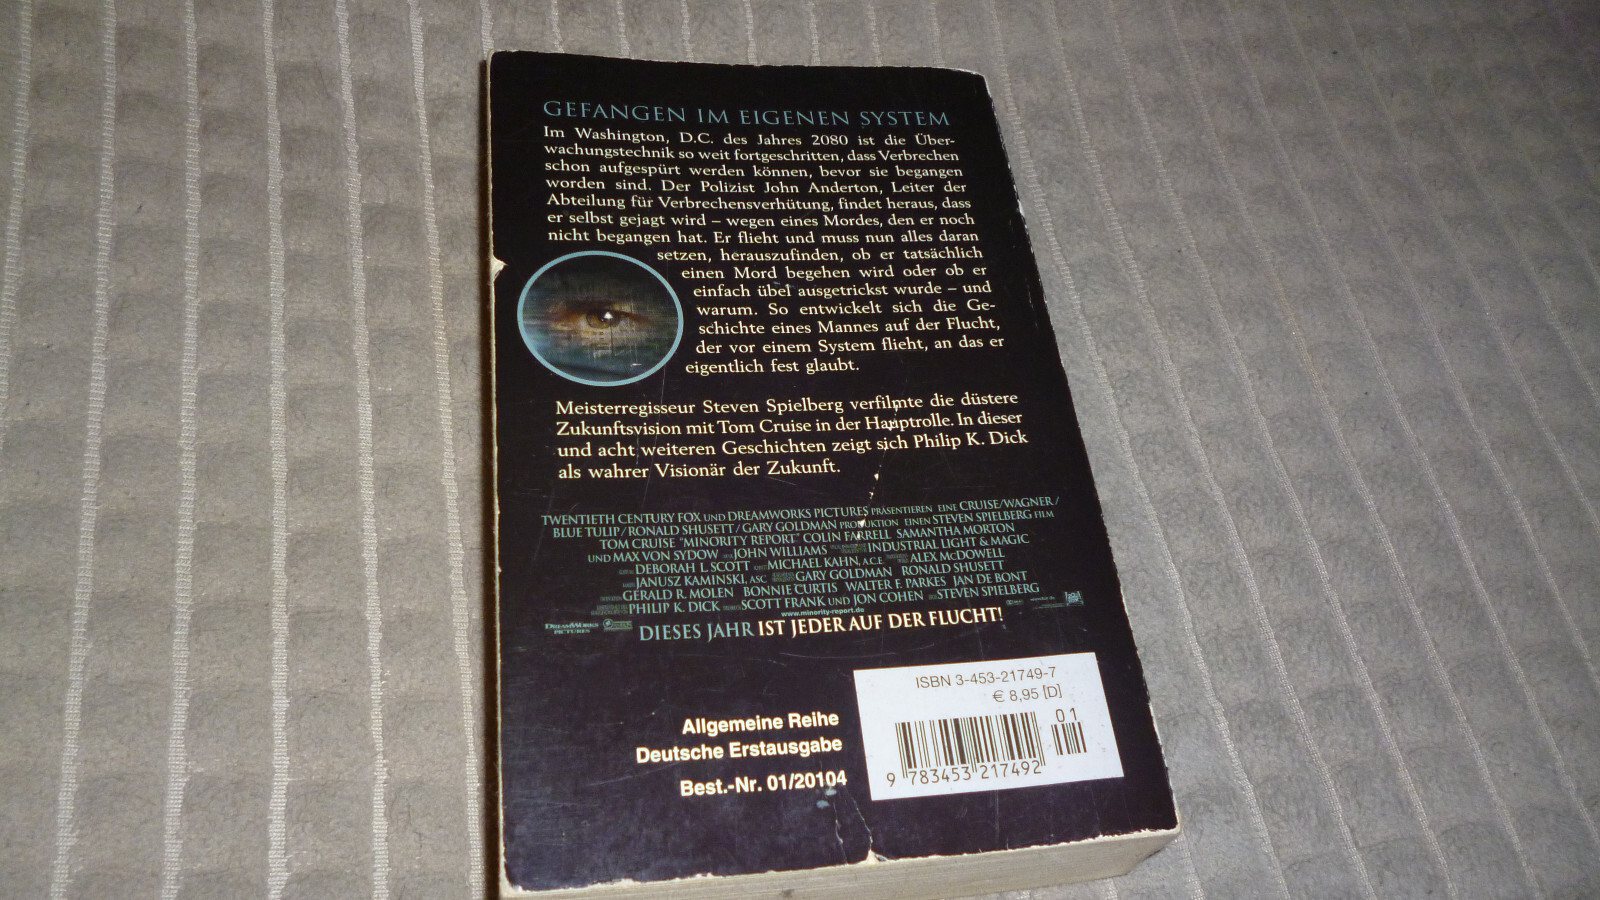 GEFANGEN IM EIGENEN SYSTEM
Im Washington, D.C. des Jahres 2080 ist die Über-
wachungstechnik so weit fortgeschritten, dass Verbrechen
schon aufgespürt werden können, bevor sie begangen
worden sind. Der Polizist John Anderton, Leiter der
Abteilung für Verbrechensverhütung, findet heraus, dass
er selbst gejagt wird – wegen eines Mordes, den er noch
nicht begangen hat. Er flieht und muss nun alles daran
setzen, herauszufinden, ob er tatsächlich
einen Mord begehen wird oder ob er
einfach übel ausgetrickst wurde – und
warum. So entwickelt sich die Ge-
schichte eines Mannes auf der Flucht,
der vor einem System flieht, an das er
eigentlich fest glaubt.
Meisterregisseur Steven Spielberg verfilmte die düstere
Zukunftsvision mit Tom Cruise in der Hauptrolle. In dieser
und acht weiteren Geschichten zeigt sich Philip K. Dick
als wahrer Visionär der Zukunft.
TWENTIETH CENTURY FOX UND DREAMWORKS PICTURES PRÄSENTIEREN EINE CRUISE/WAGNER/
BLUE TULIP/RONALD SHUSETT/GARY GOLDMAN PRODUKTION EINEN STEVEN SPIELBERG FILM
TOM CRUISE "MINORITY REPORT" COLIN FARRELL SAMANTHA MORTON
UND MAX VON SYDOW JOHN WILLIAMS INDUSTRIAL LIGHT & MAGIC
DEBORAH L. SCOTT MICHAEL KAHN, A.C.E. ALEX McDOWELL
JANUSZ KAMINSKI, ASC GARY GOLDMAN RONALD SHUSETT
GERALD R. MOLEN BONNIE CURTIS WALTER F. PARKES JAN DE BONT
PHILIP K. DICK SCOTT FRANK UND JON COHEN STEVEN SPIELBERG
www.minority-report.de
DREAMWORKS
PICTURES
DIESES JAHR IST JEDER AUF DER FLUCHT!
ISBN 3-453-21749-7
€ 8,95 [D]
01
9 783453 217492
Allgemeine Reihe
Deutsche Erstausgabe
Best.-Nr. 01/20104